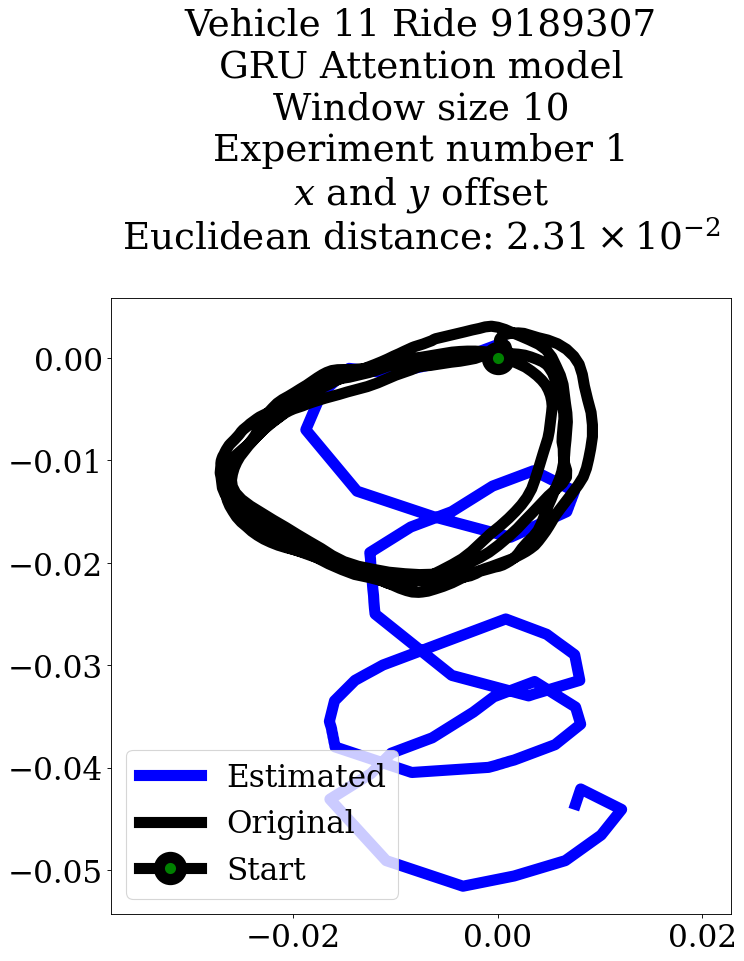 Vehicle 11 Ride 9189307
GRU Attention model
Window size 10
Experiment number 1
x and y offset
Euclidean distance: 2.31 × 10⁻²
0.00
−0.01
−0.02
−0.03
−0.04
−0.05
Estimated
Original
Start
−0.02
0.00
0.02